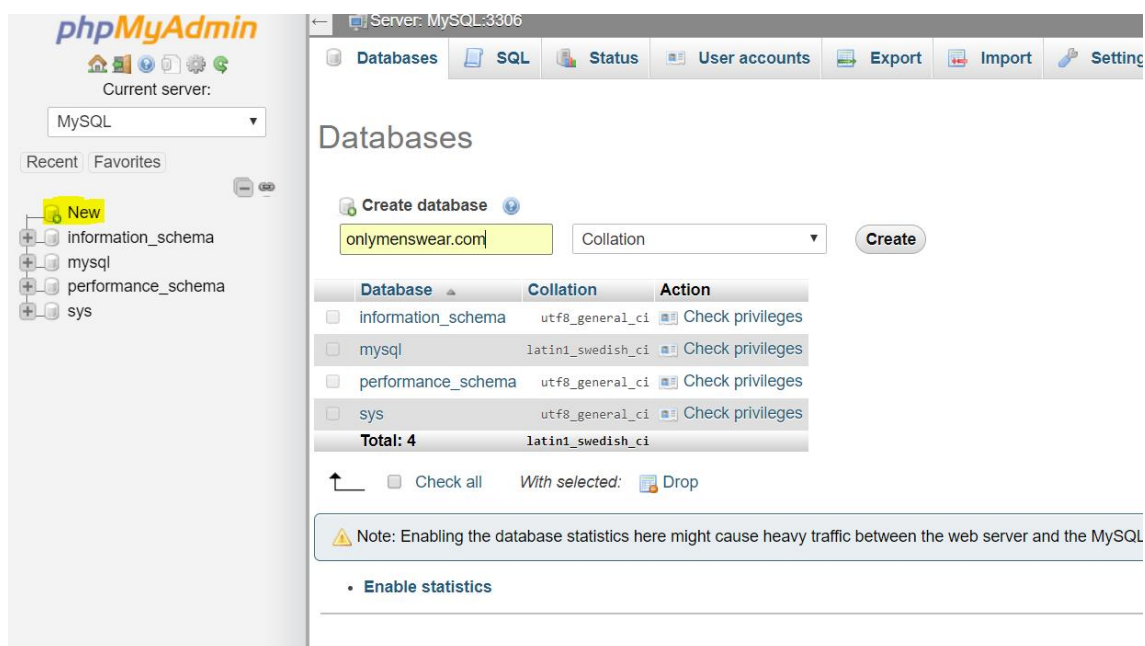 phpMyAdmin
Current server:
MySQL
Recent Favorites
New
information_schema
mysql
performance_schema
sys
Server: MySQL:3306
Databases SQL Status User accounts Export Import Setting
Databases
Create database
onlymenswear.com Collation Create
Database Collation Action
information_schema utf8_general_ci Check privileges
mysql latin1_swedish_ci Check privileges
performance_schema utf8_general_ci Check privileges
sys utf8_general_ci Check privileges
Total: 4 latin1_swedish_ci
Check all With selected: Drop
Note: Enabling the database statistics here might cause heavy traffic between the web server and the MySQL
• Enable statistics